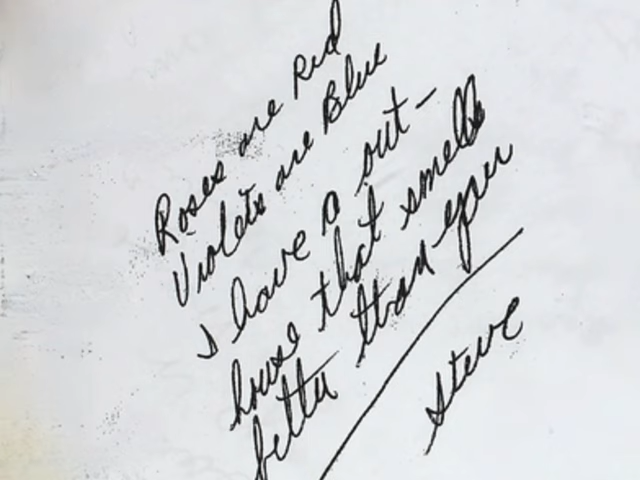 Roses are Red
Violets are Blue
I have a out-
house that smells
better than you
Steve